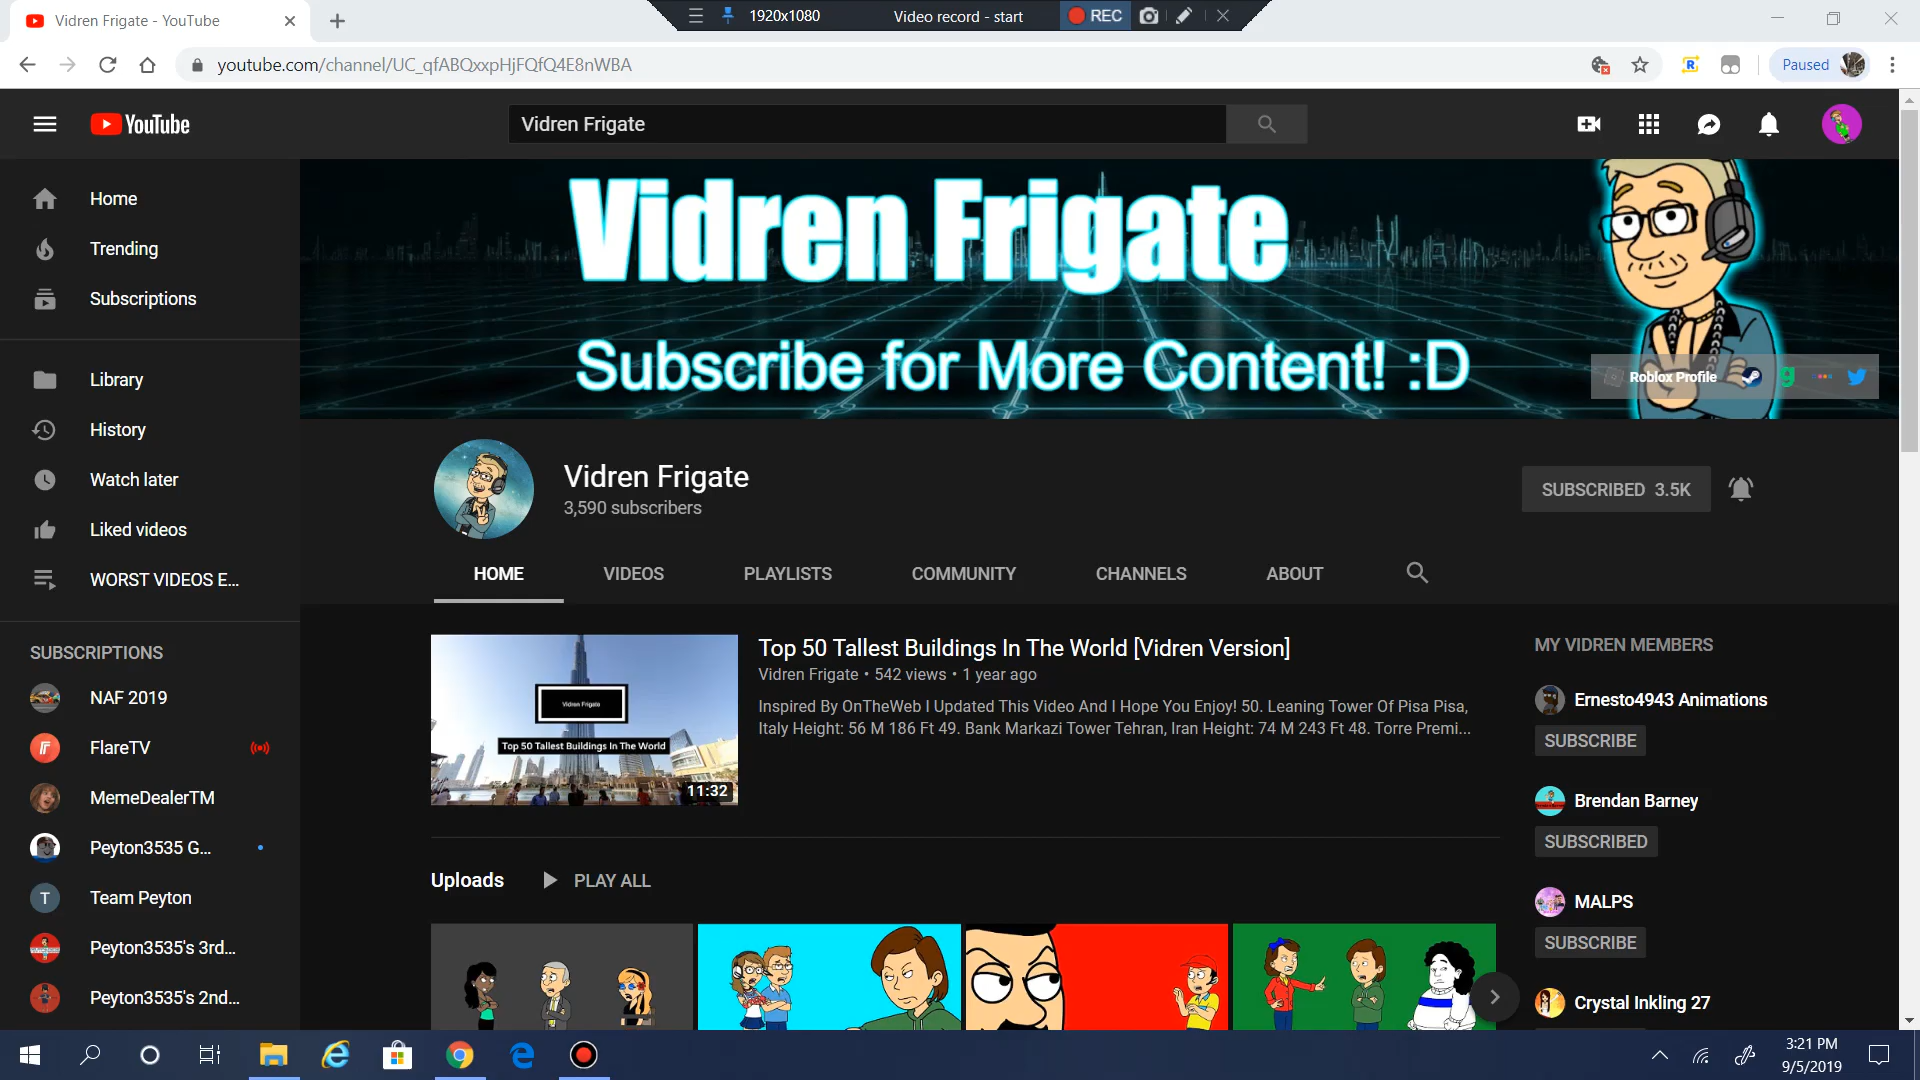 Vidren Frigate - YouTube
1920x1080
Video record - start
REC
youtube.com/channel/UC_qfABQxxpHjFQfQ4E8nWBA
Paused
YouTube
Vidren Frigate
Home
Trending
Subscriptions
Library
History
Watch later
Liked videos
WORST VIDEOS E...
SUBSCRIPTIONS
NAF 2019
FlareTV
MemeDealerTM
Peyton3535 G...
T
Team Peyton
Peyton3535's 3rd...
Peyton3535's 2nd...
Vidren Frigate
Subscribe for More Content! :D
Roblox Profile
Vidren Frigate
3,590 subscribers
SUBSCRIBED 3.5K
HOME
VIDEOS
PLAYLISTS
COMMUNITY
CHANNELS
ABOUT
Vidren Frigate
Top 50 Tallest Buildings In The World
11:32
Top 50 Tallest Buildings In The World [Vidren Version]
Vidren Frigate • 542 views • 1 year ago
Inspired By OnTheWeb I Updated This Video And I Hope You Enjoy! 50. Leaning Tower Of Pisa Pisa,
Italy Height: 56 M 186 Ft 49. Bank Markazi Tower Tehran, Iran Height: 74 M 243 Ft 48. Torre Premi...
Uploads
PLAY ALL
MY VIDREN MEMBERS
Ernesto4943 Animations
SUBSCRIBE
Brendan Barney
SUBSCRIBED
MALPS
SUBSCRIBE
Crystal Inkling 27
3:21 PM
9/5/2019